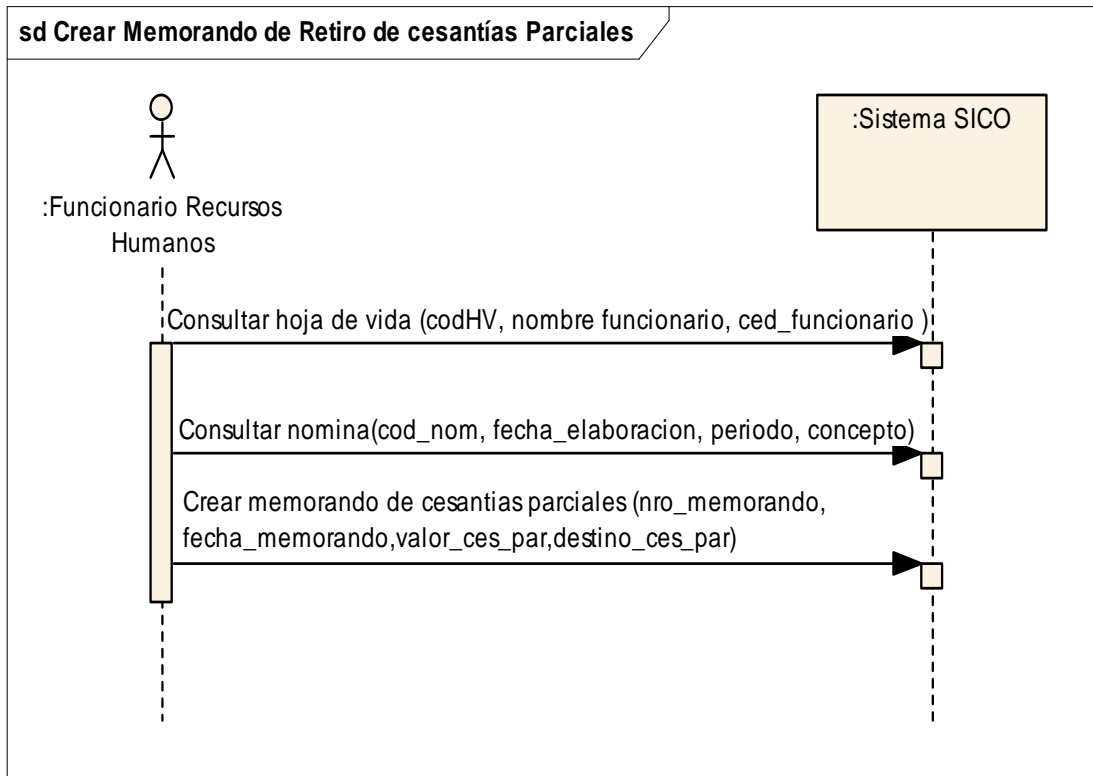 sd Crear Memorando de Retiro de cesantías Parciales
:Sistema SICO
:Funcionario Recursos
Humanos
Consultar hoja de vida (codHV, nombre funcionario, ced_funcionario )
Consultar nomina(cod_nom, fecha_elaboracion, periodo, concepto)
Crear memorando de cesantias parciales (nro_memorando,
fecha_memorando,valor_ces_par,destino_ces_par)